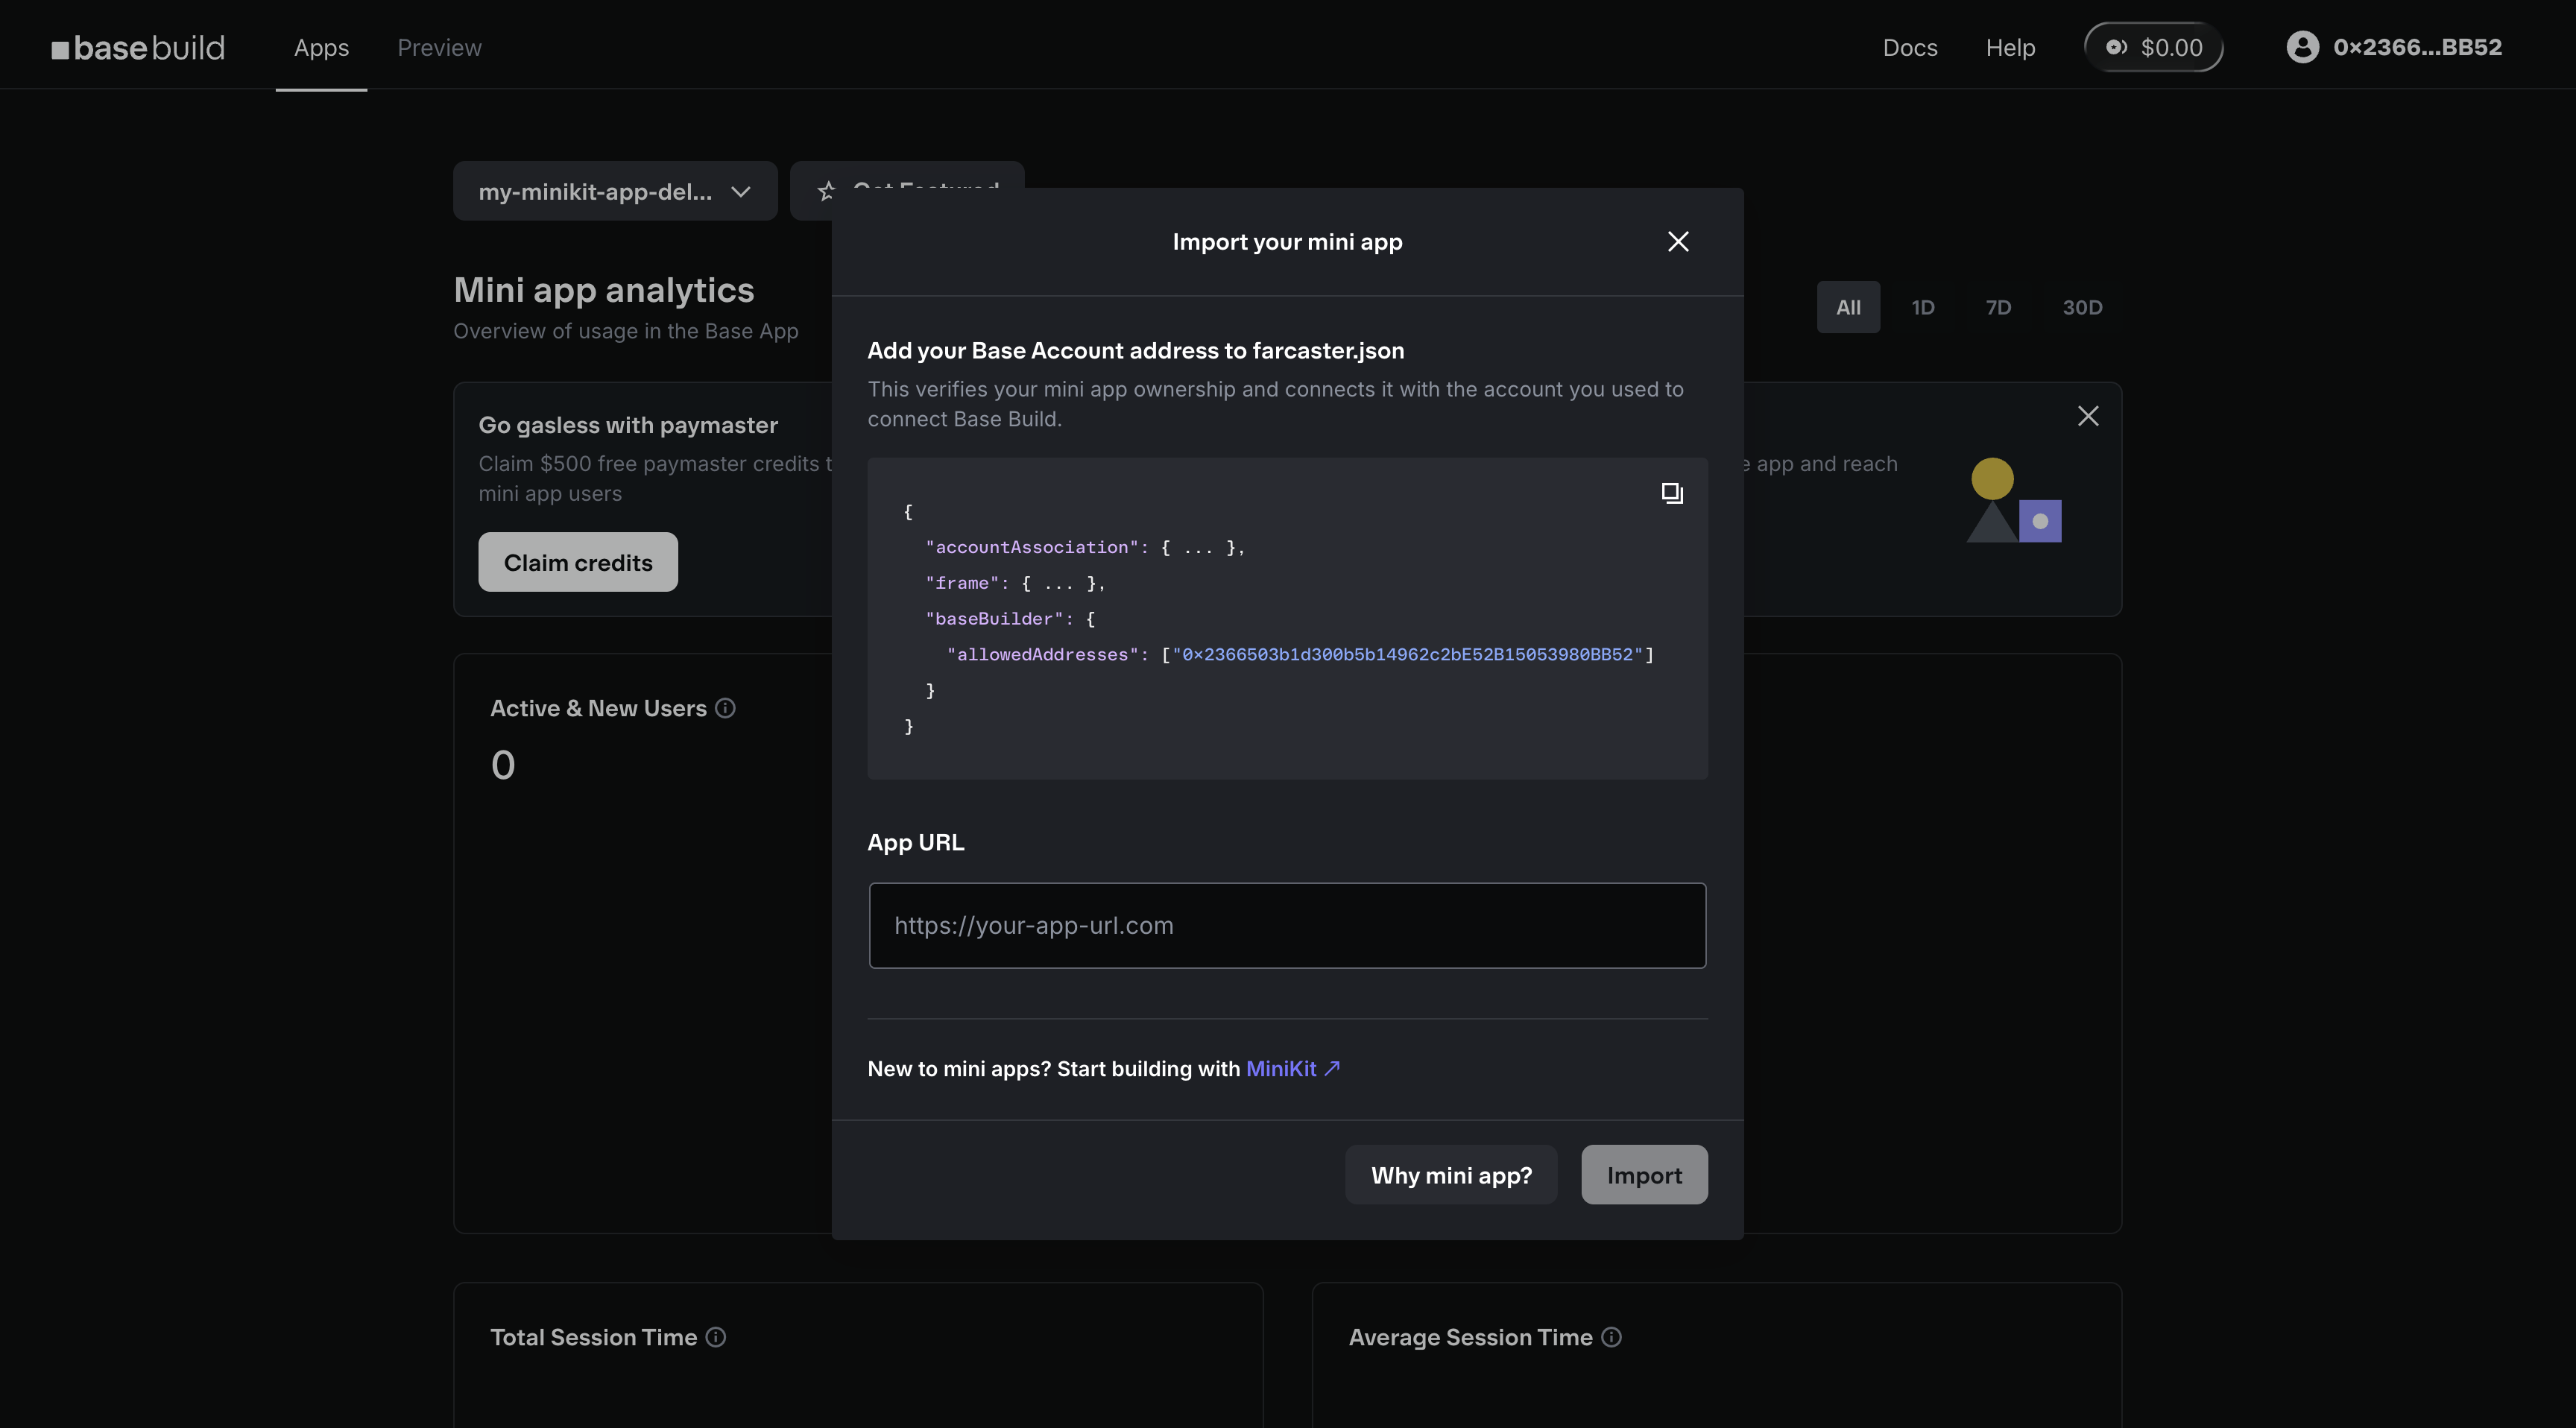 base build
Apps
Preview
Docs
Help
$0.00
0x2366...BB52
my-minikit-app-del...
Get Featured
Import your mini app
Mini app analytics
Overview of usage in the Base App
All
1D
7D
30D
Add your Base Account address to farcaster.json
This verifies your mini app ownership and connects it with the account you used to
connect Base Build.
Go gasless with paymaster
Claim $500 free paymaster credits t
mini app users
Claim credits
e app and reach
{
"accountAssociation": { ... },
"frame": { ... },
"baseBuilder": {
"allowedAddresses": ["0x2366503b1d300b5b14962c2bE52B15053980BB52"]
}
}
Active & New Users
0
App URL
https://your-app-url.com
New to mini apps? Start building with MiniKit
Why mini app?
Import
Total Session Time
Average Session Time